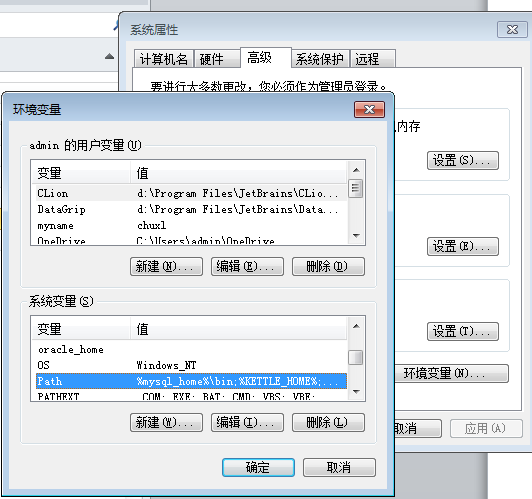 系统属性
计算机名 硬件 高级 系统保护 远程
要进行大多数更改，您必须作为管理员登录。
内存
设置(S)...
设置(E)...
设置(T)...
环境变量(N)...
取消 应用(A)
环境变量
admin 的用户变量(U)
变量 值
CLion d:\Program Files\JetBrains\CLio...
DataGrip d:\Program Files\JetBrains\Data...
myname chuxl
OneDrive C:\Users\admin\OneDrive
新建(N)... 编辑(E)... 删除(D)
系统变量(S)
变量 值
oracle_home
OS Windows_NT
Path %mysql_home%\bin;%KETTLE_HOME%;...
PATHEXT .COM;.EXE;.BAT;.CMD;.VBS;.VBE;
新建(W)... 编辑(I)... 删除(L)
确定 取消